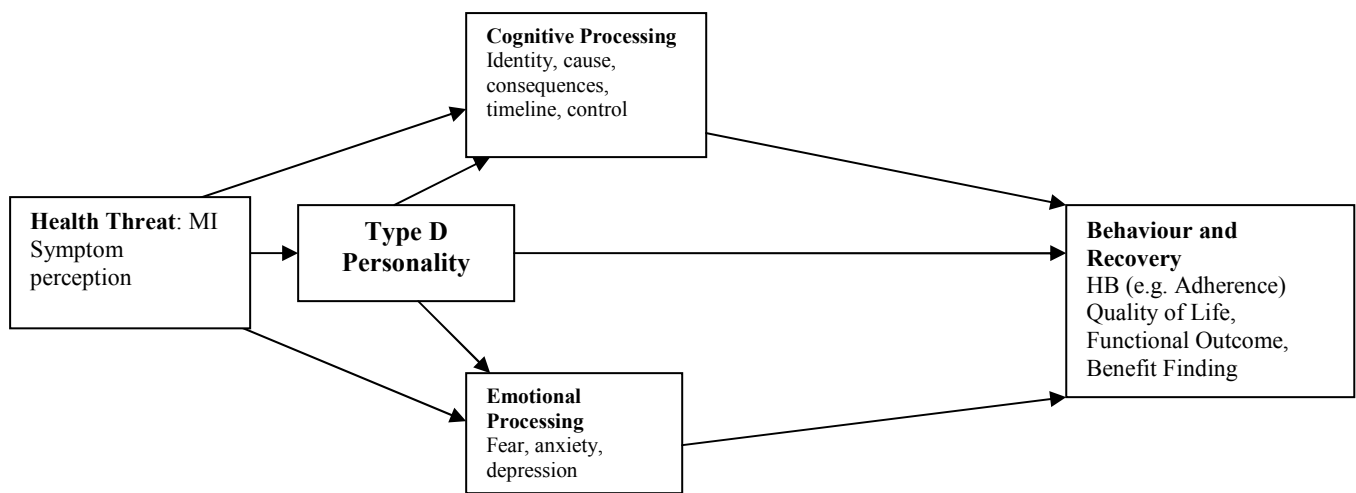 Cognitive Processing
Identity, cause,
consequences,
timeline, control
Health Threat: MI
Symptom
perception
Type D
Personality
Behaviour and
Recovery
HB (e.g. Adherence)
Quality of Life,
Functional Outcome,
Benefit Finding
Emotional
Processing
Fear, anxiety,
depression